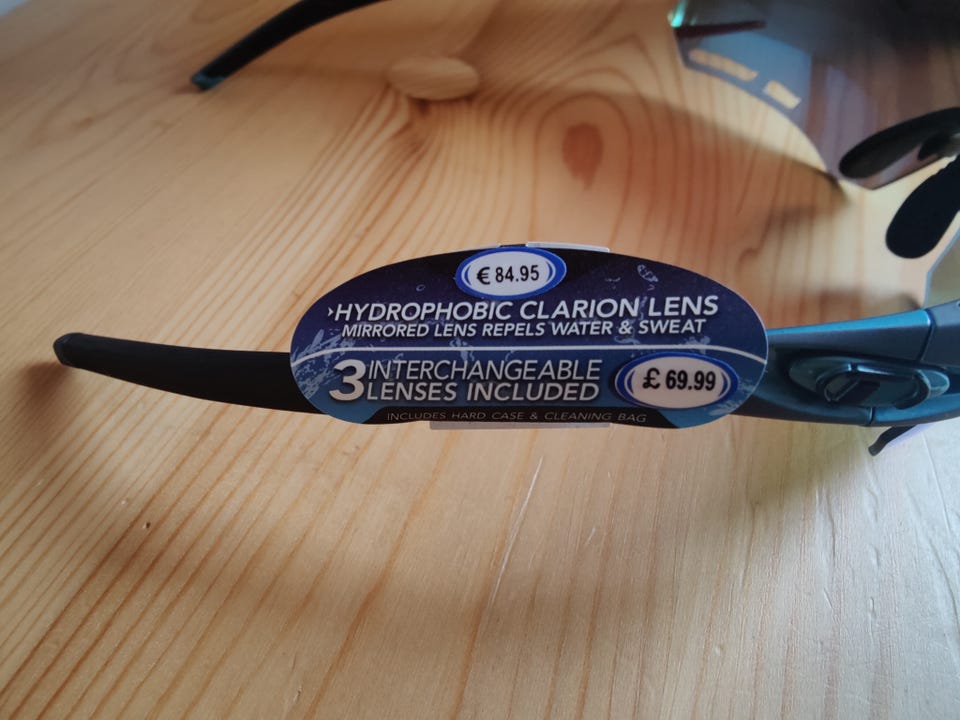 € 84.95
›HYDROPHOBIC CLARION LENS
MIRRORED LENS REPELS WATER & SWEAT
3 INTERCHANGEABLE
LENSES INCLUDED
£ 69.99
INCLUDES HARD CASE & CLEANING BAG